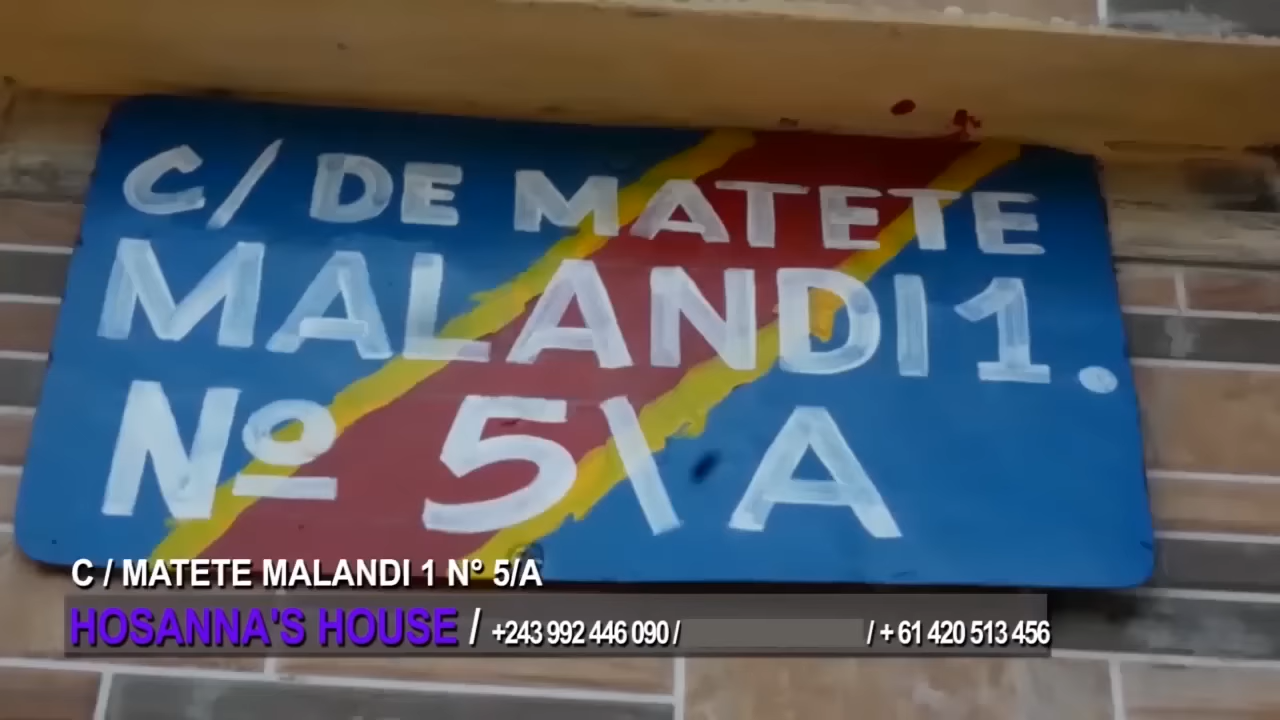 C/ DE MATETE
MALANDI 1.
Nº 5\A
C / MATETE MALANDI 1 N° 5/A
HOSANNA'S HOUSE / +243 992 446 090 / / + 61 420 513 456